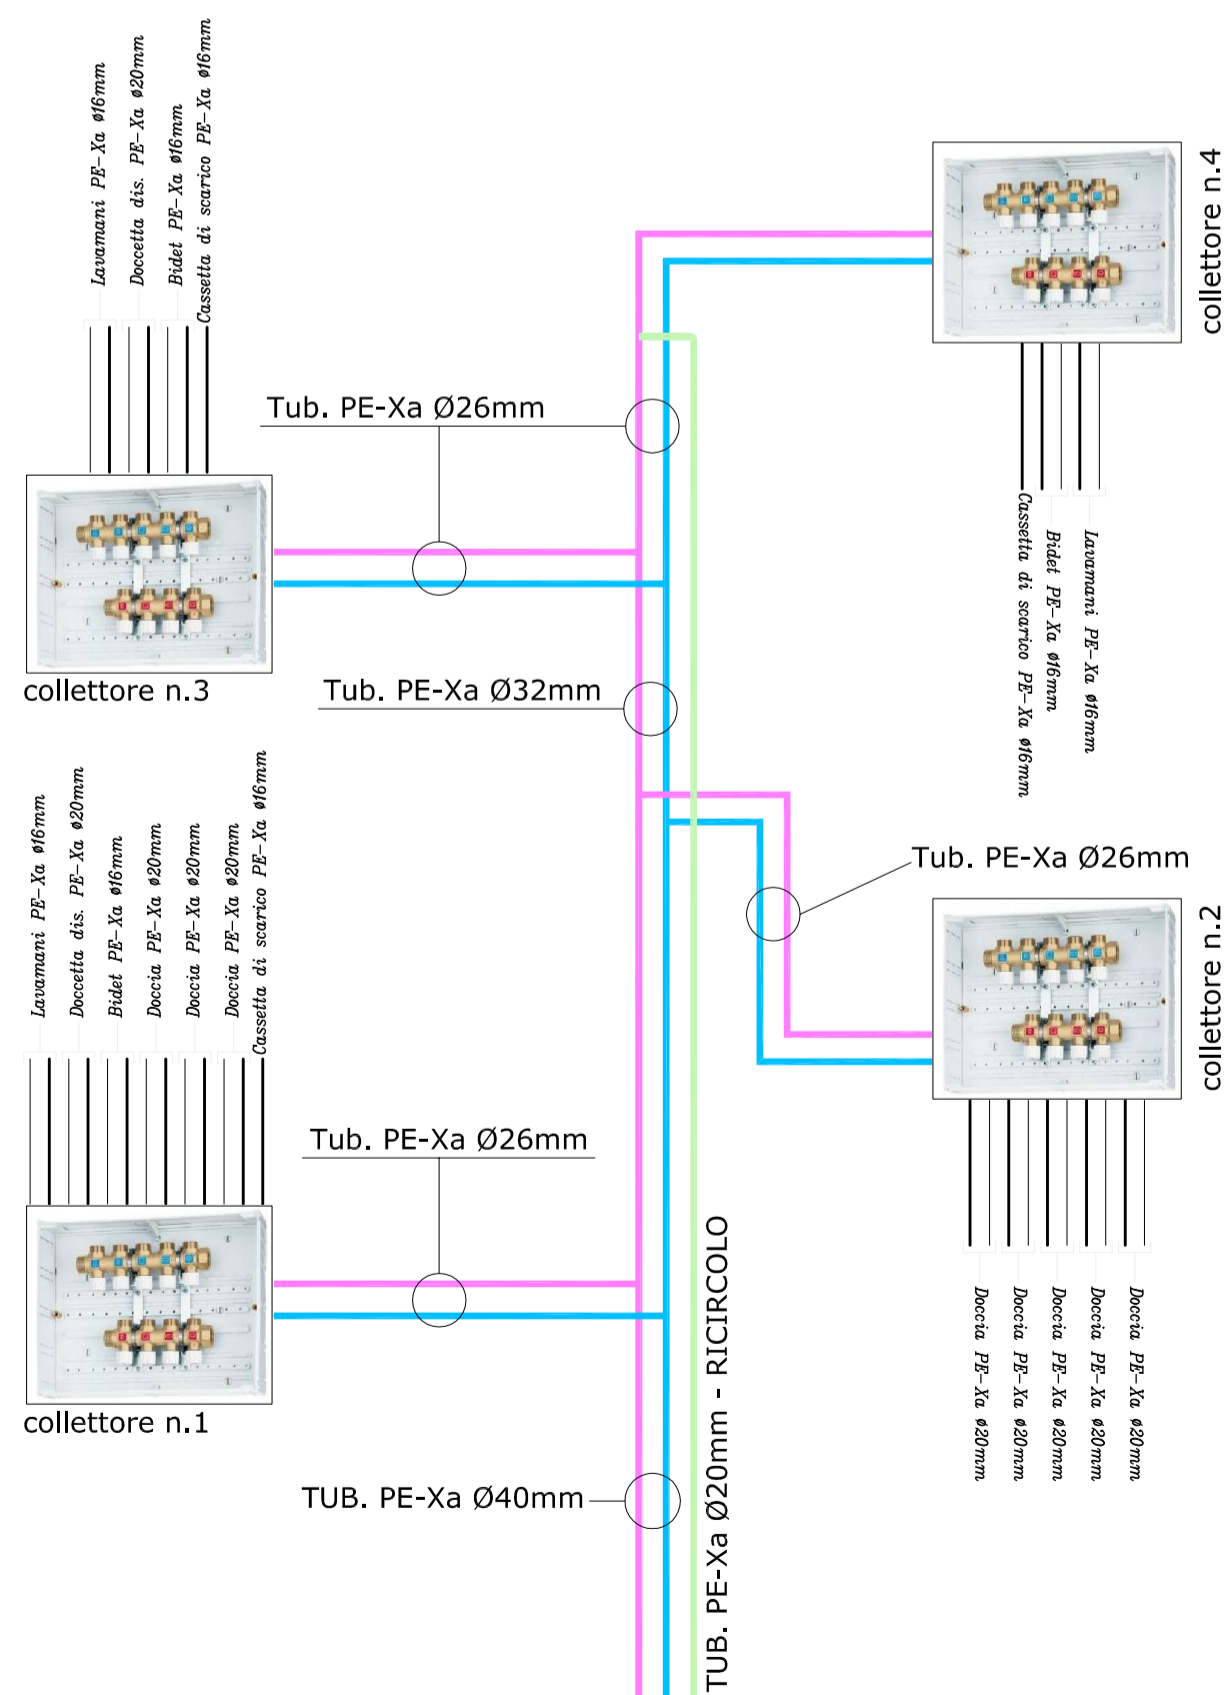 Lavamani PE-Xa ø16mm
Doccetta dis. PE-Xa ø20mm
Bidet PE-Xa ø16mm
Cassetta di scarico PE-Xa ø16mm
collettore n.4
Tub. PE-Xa Ø26mm
Cassetta di scarico PE-Xa ø16mm
Bidet PE-Xa ø16mm
Lavamani PE-Xa ø16mm
collettore n.3
Tub. PE-Xa Ø32mm
Lavamani PE-Xa ø16mm
Doccetta dis. PE-Xa ø20mm
Bidet PE-Xa ø16mm
Doccia PE-Xa ø20mm
Doccia PE-Xa ø20mm
Doccia PE-Xa ø20mm
Cassetta di scarico PE-Xa ø16mm
Tub. PE-Xa Ø26mm
collettore n.2
Tub. PE-Xa Ø26mm
TUB. PE-Xa Ø20mm - RICIRCOLO
Doccia PE-Xa ø20mm
Doccia PE-Xa ø20mm
Doccia PE-Xa ø20mm
Doccia PE-Xa ø20mm
Doccia PE-Xa ø20mm
collettore n.1
TUB. PE-Xa Ø40mm